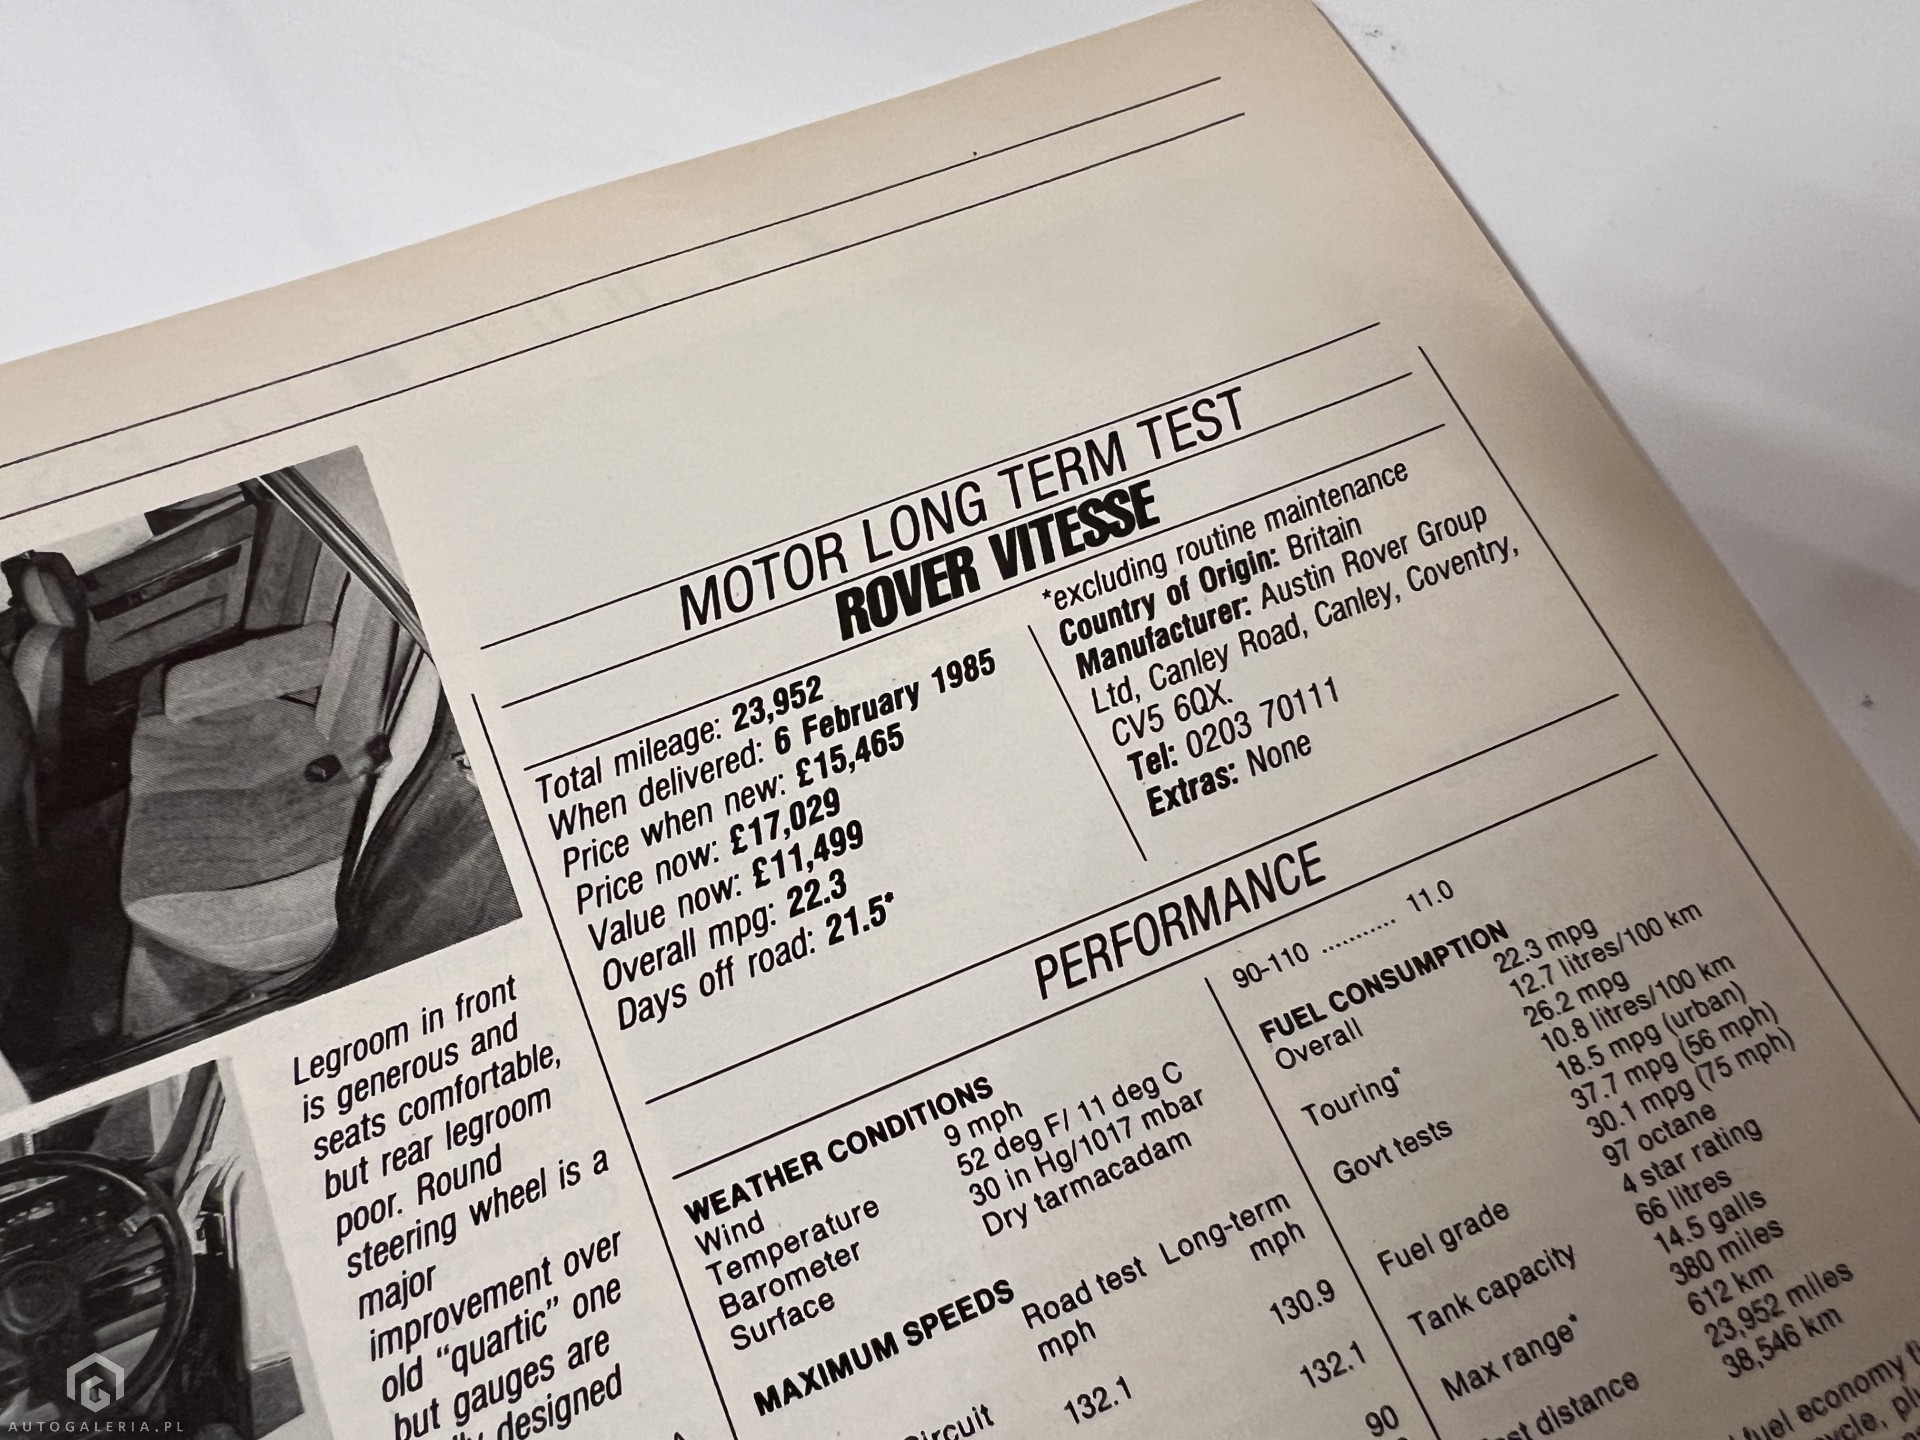 MOTOR LONG TERM TEST
ROVER VITESSE
Total mileage: 23,952
When delivered: 6 February 1985
Price when new: £15,465
Price now: £17,029
Value now: £11,499
Overall mpg: 22.3
Days off road: 21.5*
*excluding routine maintenance
Country of Origin: Britain
Manufacturer: Austin Rover Group
Ltd, Canley Road, Canley, Coventry,
CV5 6QX.
Tel: 0203 70111
Extras: None
PERFORMANCE
WEATHER CONDITIONS
Wind 9 mph
Temperature 52 deg F/ 11 deg C
Barometer 30 in Hg/1017 mbar
Surface Dry tarmacadam
MAXIMUM SPEEDS
Road test Long-term
mph mph
130.9
Circuit 132.1 132.1
90
90-110 ........... 11.0
FUEL CONSUMPTION
Overall 22.3 mpg
12.7 litres/100 km
Touring* 26.2 mpg
10.8 litres/100 km
Govt tests 18.5 mpg (urban)
37.7 mpg (56 mph)
30.1 mpg (75 mph)
Fuel grade 97 octane
4 star rating
Tank capacity 66 litres
14.5 galls
Max range* 380 miles
612 km
distance 23,952 miles
38,546 km
fuel economy
Legroom in front
is generous and
seats comfortable,
but rear legroom
poor. Round
steering wheel is a
major
improvement over
old “quartic” one
but gauges are
designed
AUTOGALERIA.PL